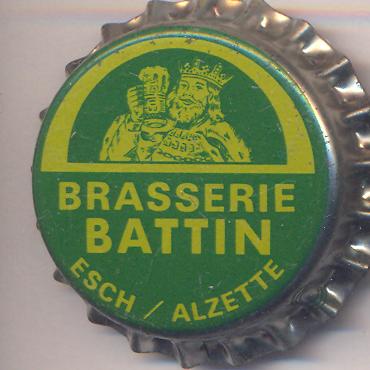 BRASSERIE
BATTIN
ESCH / ALZETTE